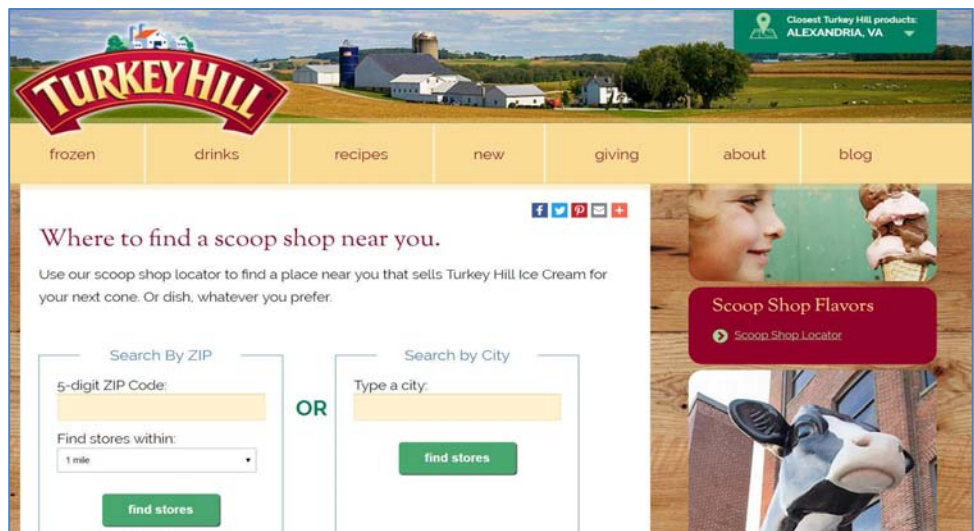 Closest Turkey Hill products:
ALEXANDRIA, VA
TURKEY HILL
frozen
drinks
recipes
new
giving
about
blog
Where to find a scoop shop near you.
Use our scoop shop locator to find a place near you that sells Turkey Hill Ice Cream for
your next cone. Or dish, whatever you prefer.
Search By ZIP
5-digit ZIP Code:
Find stores within:
1 mile
find stores
OR
Search by City
Type a city:
find stores
Scoop Shop Flavors
Scoop Shop Locator